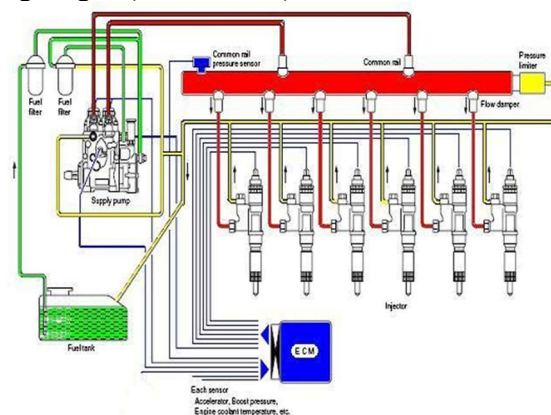 Common rail
pressure sensor
Common rail
Pressure
limiter
Fuel
filter
Fuel
filter
Flow damper
Supply pump
Injector
Fuel tank
ECM
Each sensor
Accelerator, Boost pressure,
Engine coolant temperature, etc.